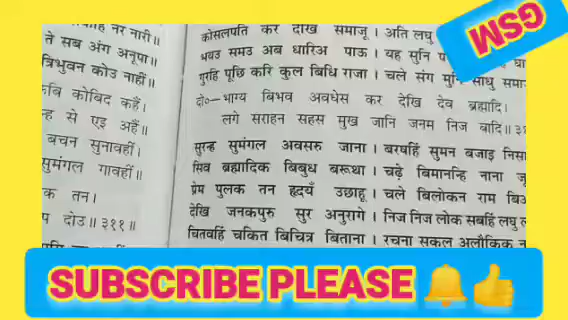 GSM
नर नारी॥
ते सब अंग अनूपा॥
त्रिभुवन कोउ नाहीं॥
कबि कोबिद कहैं।
न्ह से एइ अहैं॥
बचन सुनावहीं।
सुमंगल गावहीं॥
क तन।
प दोउ॥ ३११॥
कोसलपति कर देखि समाजू। अति लघु
भयउ समउ अब धारिअ पाऊ। यह सुनि
गुरहि पूछि करि कुल बिधि राजा। चले संग मुनि साधु समा
दो०—भाग्य बिभव अवधेस कर देखि देव ब्रह्मादि।
लगे सराहन सहस मुख जानि जनम निज बादि॥ ३
सुरन्ह सुमंगल अवसरु जाना। बरषहिं सुमन बजाइ निसा
सिव ब्रह्मादिक बिबुध बरूथा। चढ़े बिमानन्हि नाना जू
प्रेम पुलक तन हृदयँ उछाहू। चले बिलोकन राम बिअ
देखि जनकपुरु सुर अनुरागे। निज निज लोक सबहिं लघु ल
चितवहिं चकित बिचित्र बिताना। रचना सकल अलौकिक न
SUBSCRIBE PLEASE